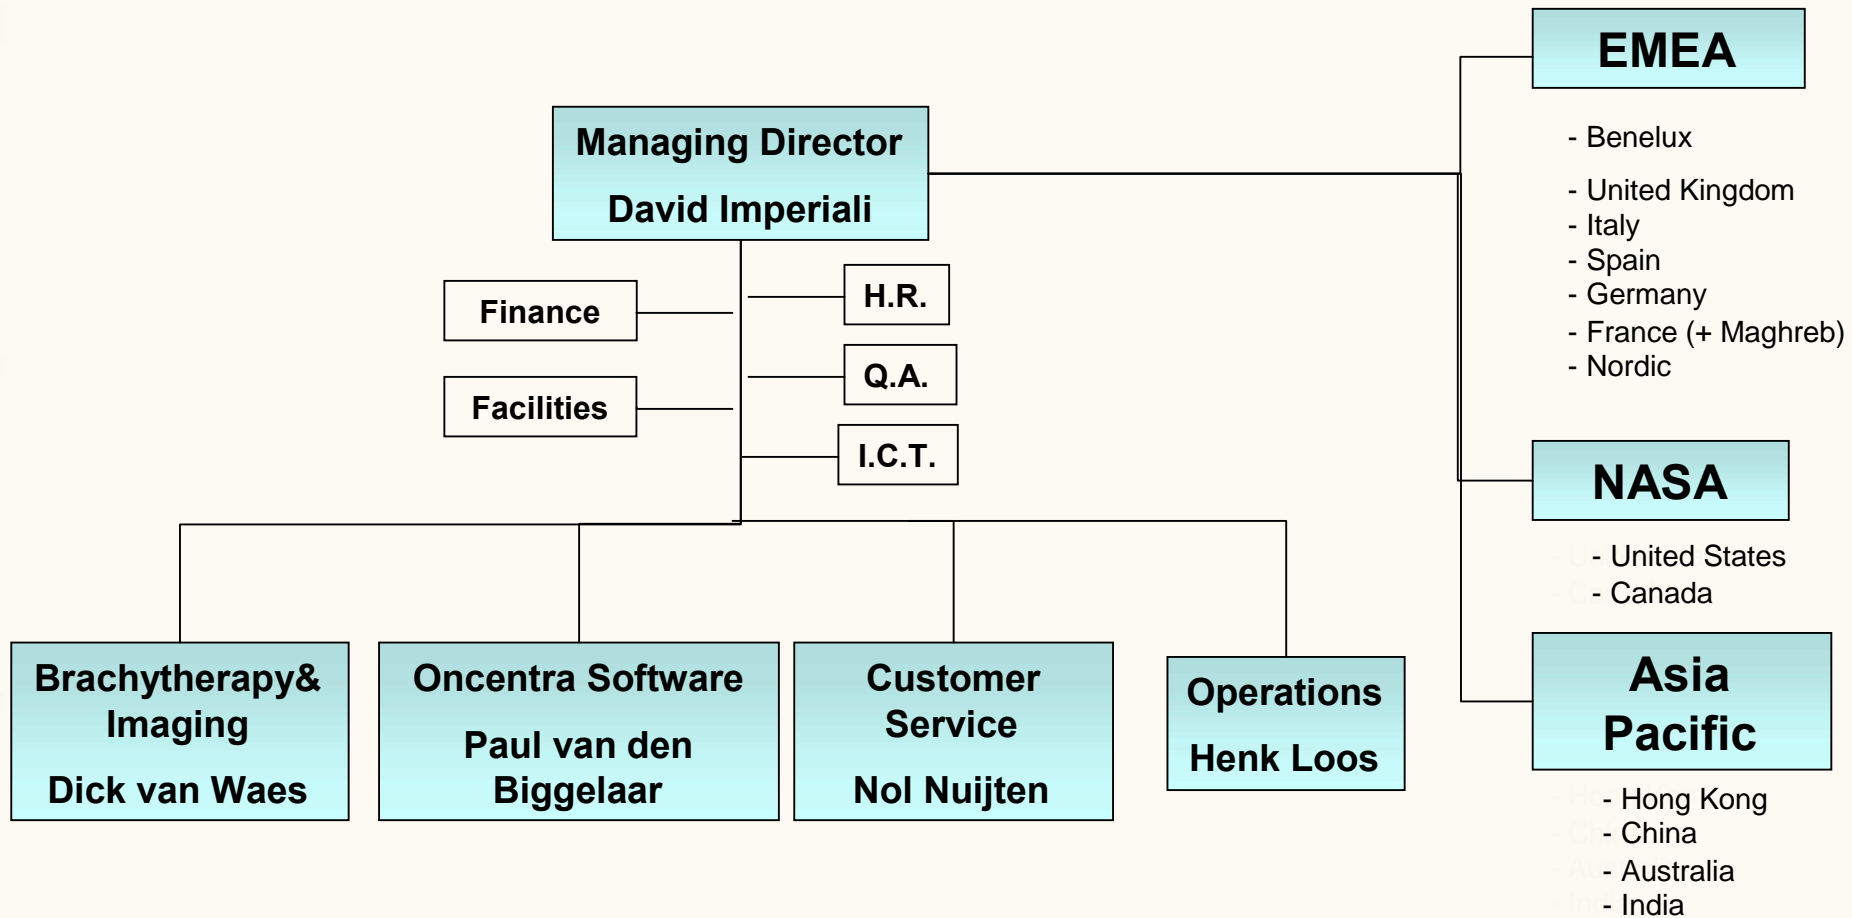 EMEA
- Benelux
- United Kingdom
- Italy
- Spain
- Germany
- France (+ Maghreb)
- Nordic
Managing Director
David Imperiali
Finance
H.R.
Facilities
Q.A.
I.C.T.
NASA
- United States
- Canada
Brachytherapy&
Imaging
Dick van Waes
Oncentra Software
Paul van den
Biggelaar
Customer
Service
Nol Nuijten
Operations
Henk Loos
Asia
Pacific
- Hong Kong
- China
- Australia
- India